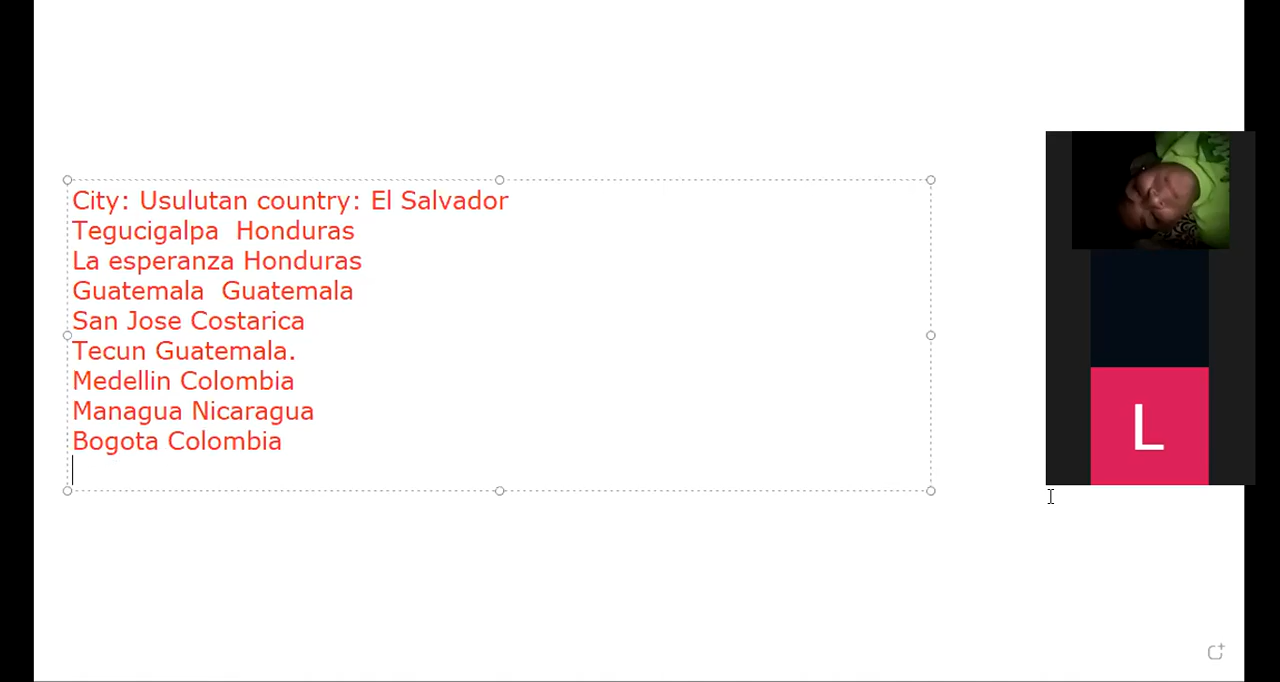 City: Usulutan country: El Salvador
Tegucigalpa  Honduras
La esperanza Honduras
Guatemala  Guatemala
San Jose Costarica
Tecun Guatemala.
Medellin Colombia
Managua Nicaragua
Bogota Colombia
L